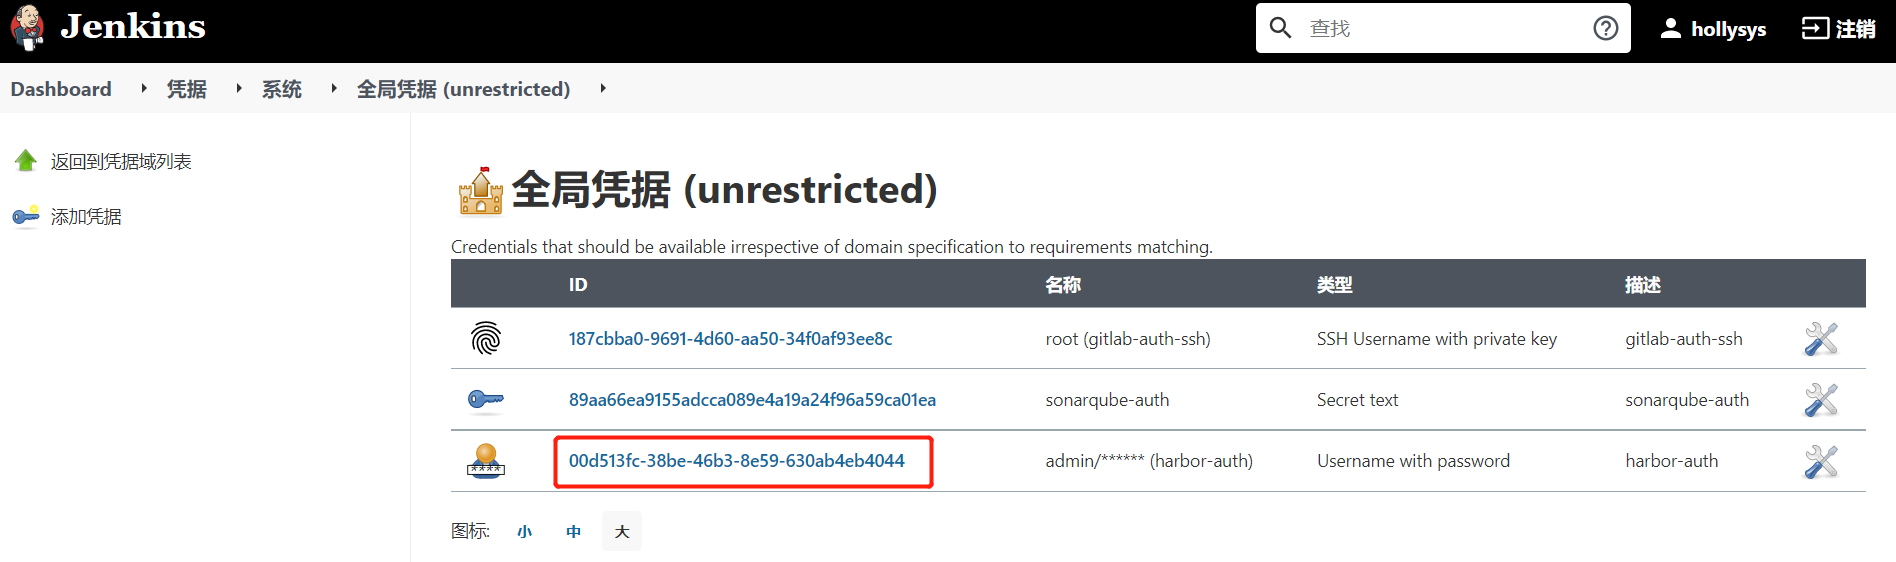 Jenkins
查找
hollysys
注销
Dashboard 凭据 系统 全局凭据 (unrestricted)
返回到凭据域列表
添加凭据
全局凭据 (unrestricted)
Credentials that should be available irrespective of domain specification to requirements matching.
ID 名称 类型 描述
187cbba0-9691-4d60-aa50-34f0af93ee8c root (gitlab-auth-ssh) SSH Username with private key gitlab-auth-ssh
89aa66ea9155adcca089e4a19a24f96a59ca01ea sonarqube-auth Secret text sonarqube-auth
00d513fc-38be-46b3-8e59-630ab4eb4044 admin/****** (harbor-auth) Username with password harbor-auth
图标: 小 中 大